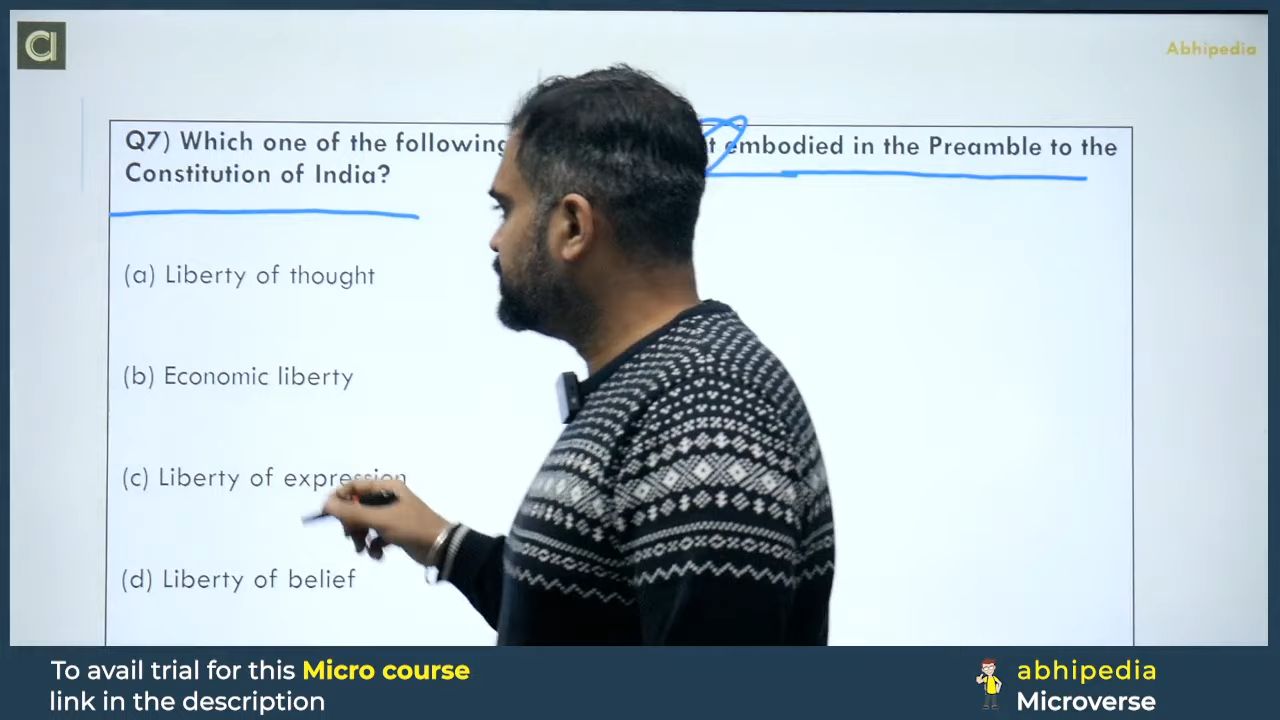 Abhipedia
Q7) Which one of the following embodied in the Preamble to the
Constitution of India?
(a) Liberty of thought
(b) Economic liberty
(c) Liberty of expression
(d) Liberty of belief
To avail trial for this Micro course
link in the description
abhipedia
Microverse